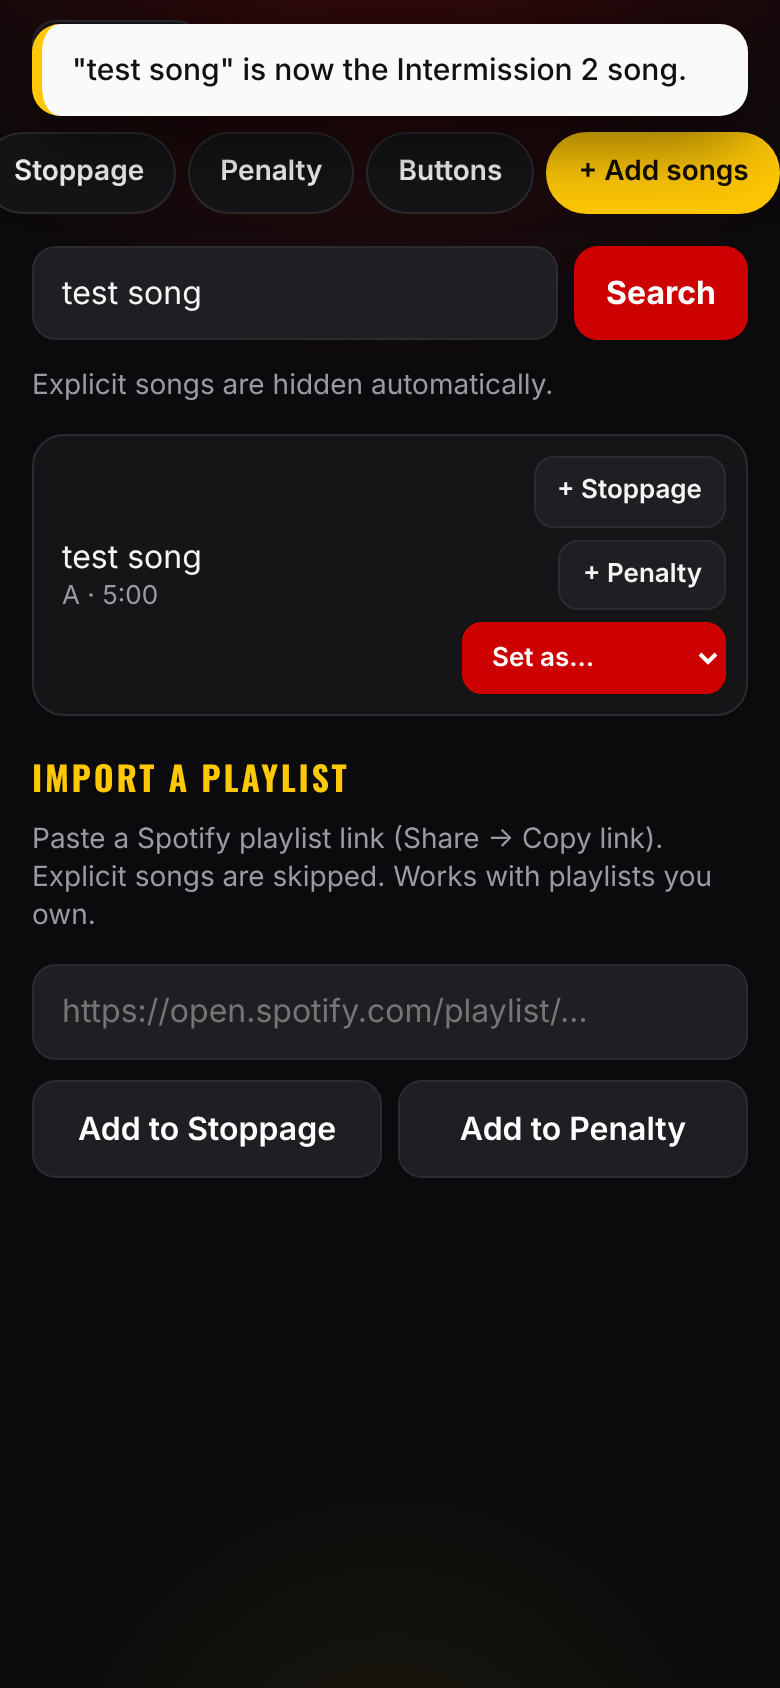 "test song" is now the Intermission 2 song.
Stoppage Penalty Buttons + Add songs
test song Search
Explicit songs are hidden automatically.
+ Stoppage
test song
A · 5:00
+ Penalty
Set as...
IMPORT A PLAYLIST
Paste a Spotify playlist link (Share → Copy link).
Explicit songs are skipped. Works with playlists you
own.
https://open.spotify.com/playlist/...
Add to Stoppage Add to Penalty